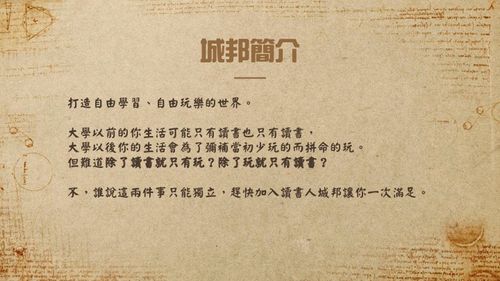 城邦簡介
打造自由學習、自由玩樂的世界。
大學以前的你生活可能只有讀書也只有讀書，
大學以後你的生活會為了彌補當初少玩的而拼命的玩。
但難道除了讀書就只有玩？除了玩就只有讀書？
不，誰說這兩件事只能獨立，趕快加入讀書人城邦讓你一次滿足。